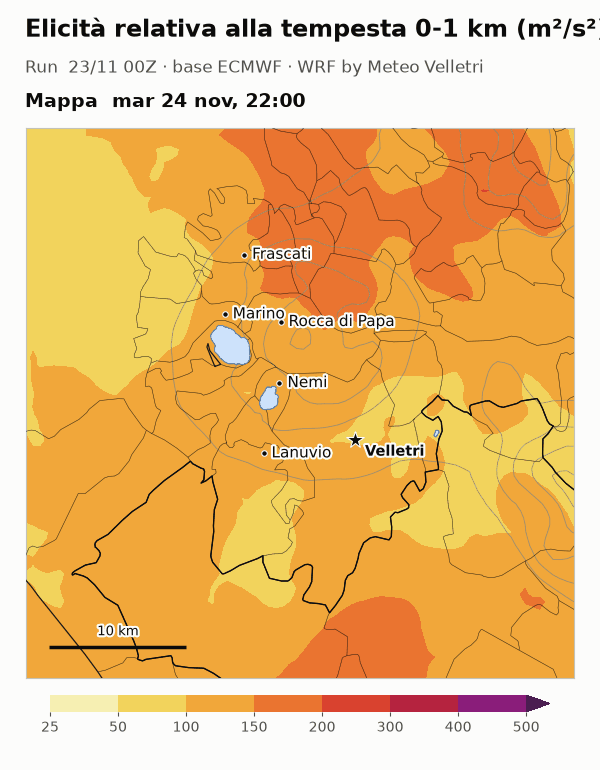 Elicità relativa alla tempesta 0-1 km (m²/s²)
Run  23/11 00Z · base ECMWF · WRF by Meteo Velletri
Mappa  mar 24 nov, 22:00
Frascati
Marino
Rocca di Papa
Nemi
Velletri
Lanuvio
10 km
25 50 100 150 200 300 400 500